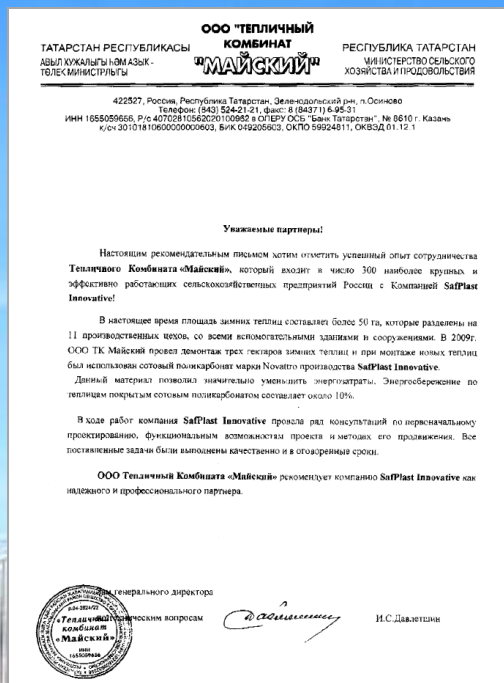 ООО "ТЕПЛИЧНЫЙ
КОМБИНАТ
"МАЙСКИЙ"
ТАТАРСТАН РЕСПУБЛИКАСЫ
АВЫЛ ХУЖАЛЫГЫ ҺӘМ АЗЫК -
ТӨЛЕК МИНИСТРЛЫГЫ
РЕСПУБЛИКА ТАТАРСТАН
МИНИСТЕРСТВО СЕЛЬСКОГО
ХОЗЯЙСТВА И ПРОДОВОЛЬСТВИЯ
422527, Россия, Республика Татарстан, Зеленодольский р-н, п.Осиново
Телефон: (843) 524-21-21, факс: 8 (84371) 6-95-31
ИНН 1655059656, Р/с 40702810562020100962 в ОПЕРУ ОСБ "Банк Татарстан", № 8610 г. Казань
к/сч 30101810600000000603, БИК 049205603, ОКПО 59924811, ОКВЭД 01.12.1
Уважаемые партнеры!
Настоящим рекомендательным письмом хотим отметить успешный опыт сотрудничества
Тепличного Комбината «Майский», который входит в число 300 наиболее крупных и
эффективно работающих сельскохозяйственных предприятий России с Компанией SafPlast
Innovative!
В настоящее время площадь зимних теплиц составляет более 50 га, которые разделены на
11 производственных цехов, со всеми вспомогательными зданиями и сооружениями. В 2009г.
ООО ТК Майский провел демонтаж трех гектаров зимних теплиц и при монтаже новых теплиц
был использован сотовый поликарбонат марки Novattro производства SafPlast Innovative.
Данный материал позволил значительно уменьшить энергозатраты. Энергосбережение по
теплицам покрытым сотовым поликарбонатом составляет около 10%.
В ходе работ компания SafPlast Innovative провела ряд консультаций по первоначальному
проектированию, функциональным возможностям проекта и методах его продвижения. Все
поставленные задачи были выполнены качественно и в оговоренные сроки.
ООО Тепличный Комбината «Майский» рекомендует компанию SafPlast Innovative как
надежного и профессионального партнера.
генерального директора
вопросам
И.С.Давлетшин
«Тепличный
комбинат
«Майский»
ИНН
1655059656